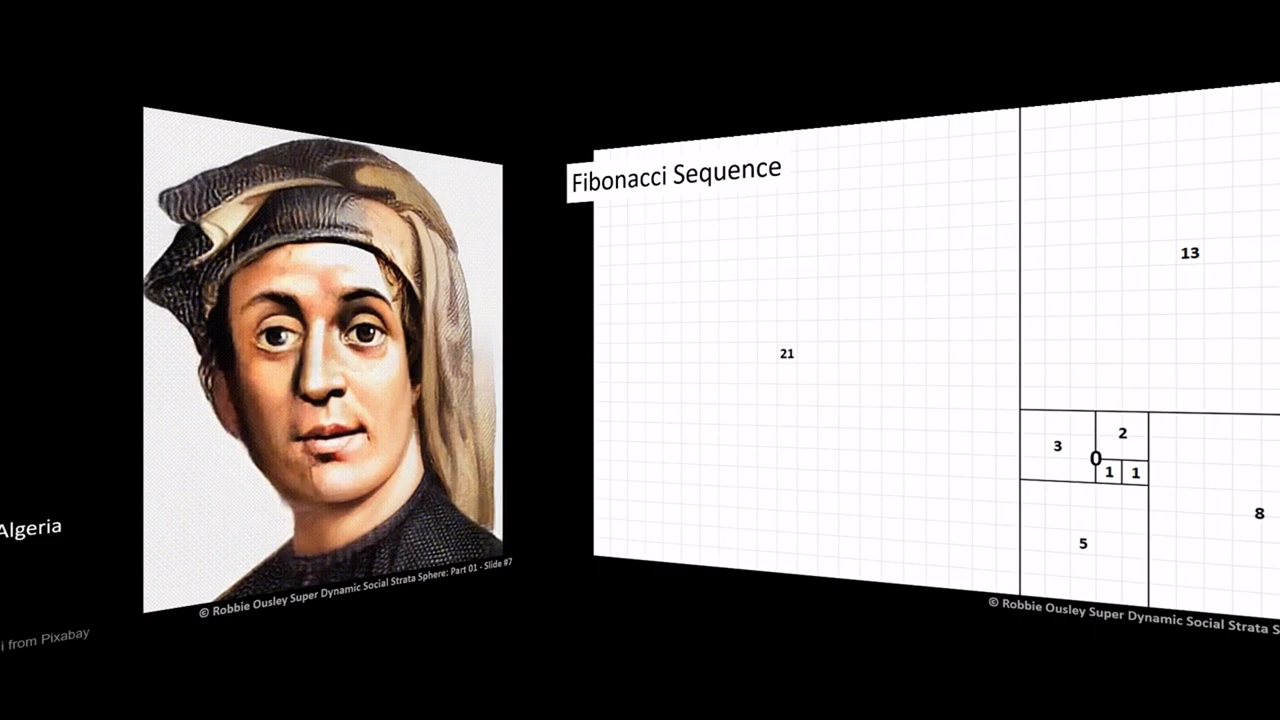 Algeria
i from Pixabay
© Robbie Ousley Super Dynamic Social Strata Sphere: Part 01 - Slide #7
Fibonacci Sequence
21
13
3
2
0
1
1
8
5
© Robbie Ousley Super Dynamic Social Strata S